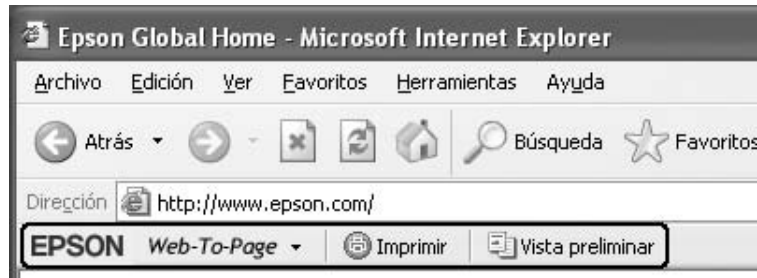 Epson Global Home - Microsoft Internet Explorer
Archivo Edición Ver Favoritos Herramientas Ayuda
Atrás Búsqueda Favoritos
Dirección http://www.epson.com/
EPSON Web-To-Page Imprimir Vista preliminar